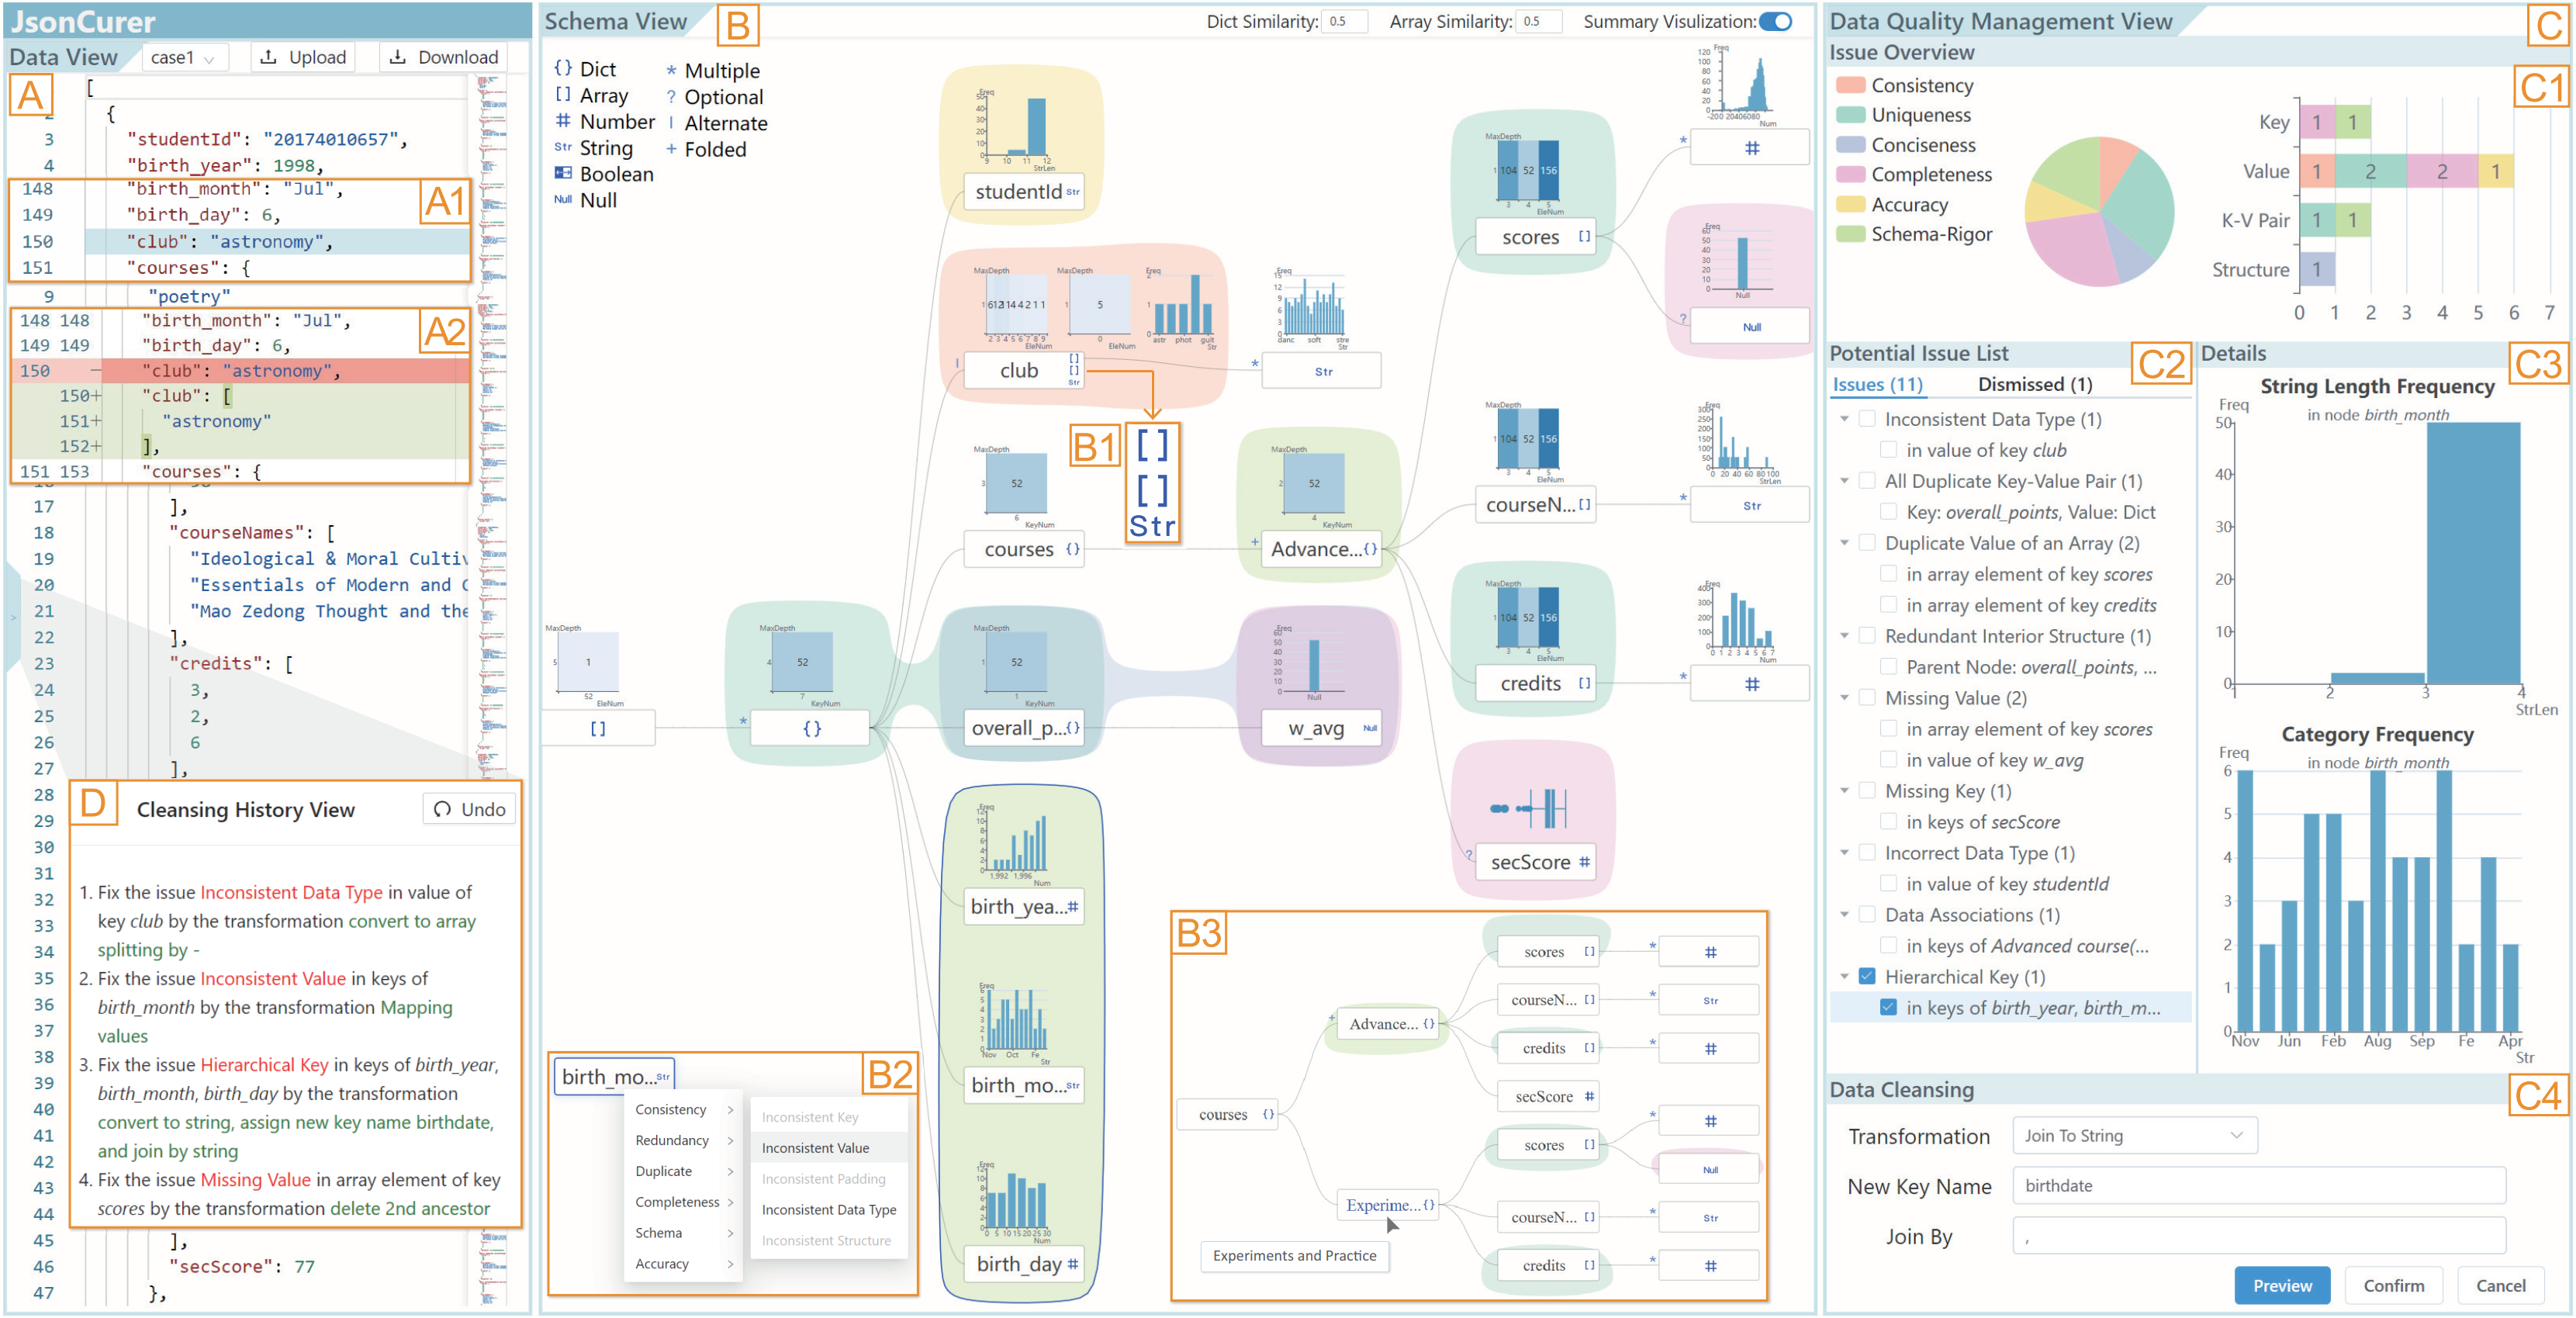 JsonCurer
Data View
case1
Upload
Download
A
[
2 {
3 "studentId": "20174010657",
4 "birth_year": 1998,
148 "birth_month": "Jul",
149 "birth_day": 6,
150 "club": "astronomy",
151 "courses": {
A1
9 "poetry"
148 148 "birth_month": "Jul",
149 149 "birth_day": 6,
150 − "club": "astronomy",
150+ "club": [
151+ "astronomy"
152+ ],
151 153 "courses": {
A2
17 ],
18 "courseNames": [
19 "Ideological & Moral Cultiv
20 "Essentials of Modern and C
21 "Mao Zedong Thought and the
22 ],
23 "credits": [
24 3,
25 2,
26 6
27 ],
28
29
30
31
32
33
34
35
36
37
38
39
40
41
42
43
44
45 ],
46 "secScore": 77
47 },
D
Cleansing History View
Undo
1. Fix the issue Inconsistent Data Type in value of
key club by the transformation convert to array
splitting by -
2. Fix the issue Inconsistent Value in keys of
birth_month by the transformation Mapping
values
3. Fix the issue Hierarchical Key in keys of birth_year,
birth_month, birth_day by the transformation
convert to string, assign new key name birthdate,
and join by string
4. Fix the issue Missing Value in array element of key
scores by the transformation delete 2nd ancestor
Schema View
B
Dict Similarity: 0.5
Array Similarity: 0.5
Summary Visulization:
{} Dict
[] Array
# Number
Str String
Boolean
Null Null
* Multiple
? Optional
| Alternate
+ Folded
studentId Str
club [] [] Str
* Str
B1
[]
[]
Str
courses {}
+ Advance...{}
[]
* {}
overall_p...{}
w_avg Null
birth_yea...#
birth_mo...Str
birth_day #
scores []
* #
? Null
courseN... []
* Str
credits []
* #
? secScore #
B2
birth_mo...Str
Consistency >
Redundancy >
Duplicate >
Completeness >
Schema >
Accuracy >
Inconsistent Key
Inconsistent Value
Inconsistent Padding
Inconsistent Data Type
Inconsistent Structure
B3
courses {}
+ Advance... {}
scores [] * #
courseN... [] * Str
credits [] * #
secScore #
Experime...{}
scores [] * #
Null
courseN... [] * Str
credits [] * #
Experiments and Practice
Data Quality Management View
C
Issue Overview
C1
Consistency
Uniqueness
Conciseness
Completeness
Accuracy
Schema-Rigor
Key 1 1
Value 1 2 2 1
K-V Pair 1 1
Structure 1
0 1 2 3 4 5 6 7
Potential Issue List
C2
Issues (11)
Dismissed (1)
Inconsistent Data Type (1)
in value of key club
All Duplicate Key-Value Pair (1)
Key: overall_points, Value: Dict
Duplicate Value of an Array (2)
in array element of key scores
in array element of key credits
Redundant Interior Structure (1)
Parent Node: overall_points, ...
Missing Value (2)
in array element of key scores
in value of key w_avg
Missing Key (1)
in keys of secScore
Incorrect Data Type (1)
in value of key studentId
Data Associations (1)
in keys of Advanced course(...
Hierarchical Key (1)
in keys of birth_year, birth_m...
Details
C3
String Length Frequency
in node birth_month
Freq
50
40
30
20
10
0
1 2 3 4
StrLen
Category Frequency
in node birth_month
Freq
6
5
4
3
2
1
0
Nov Jun Feb Aug Sep Fe Apr
Str
Data Cleansing
C4
Transformation Join To String
New Key Name birthdate
Join By ,
Preview
Confirm
Cancel